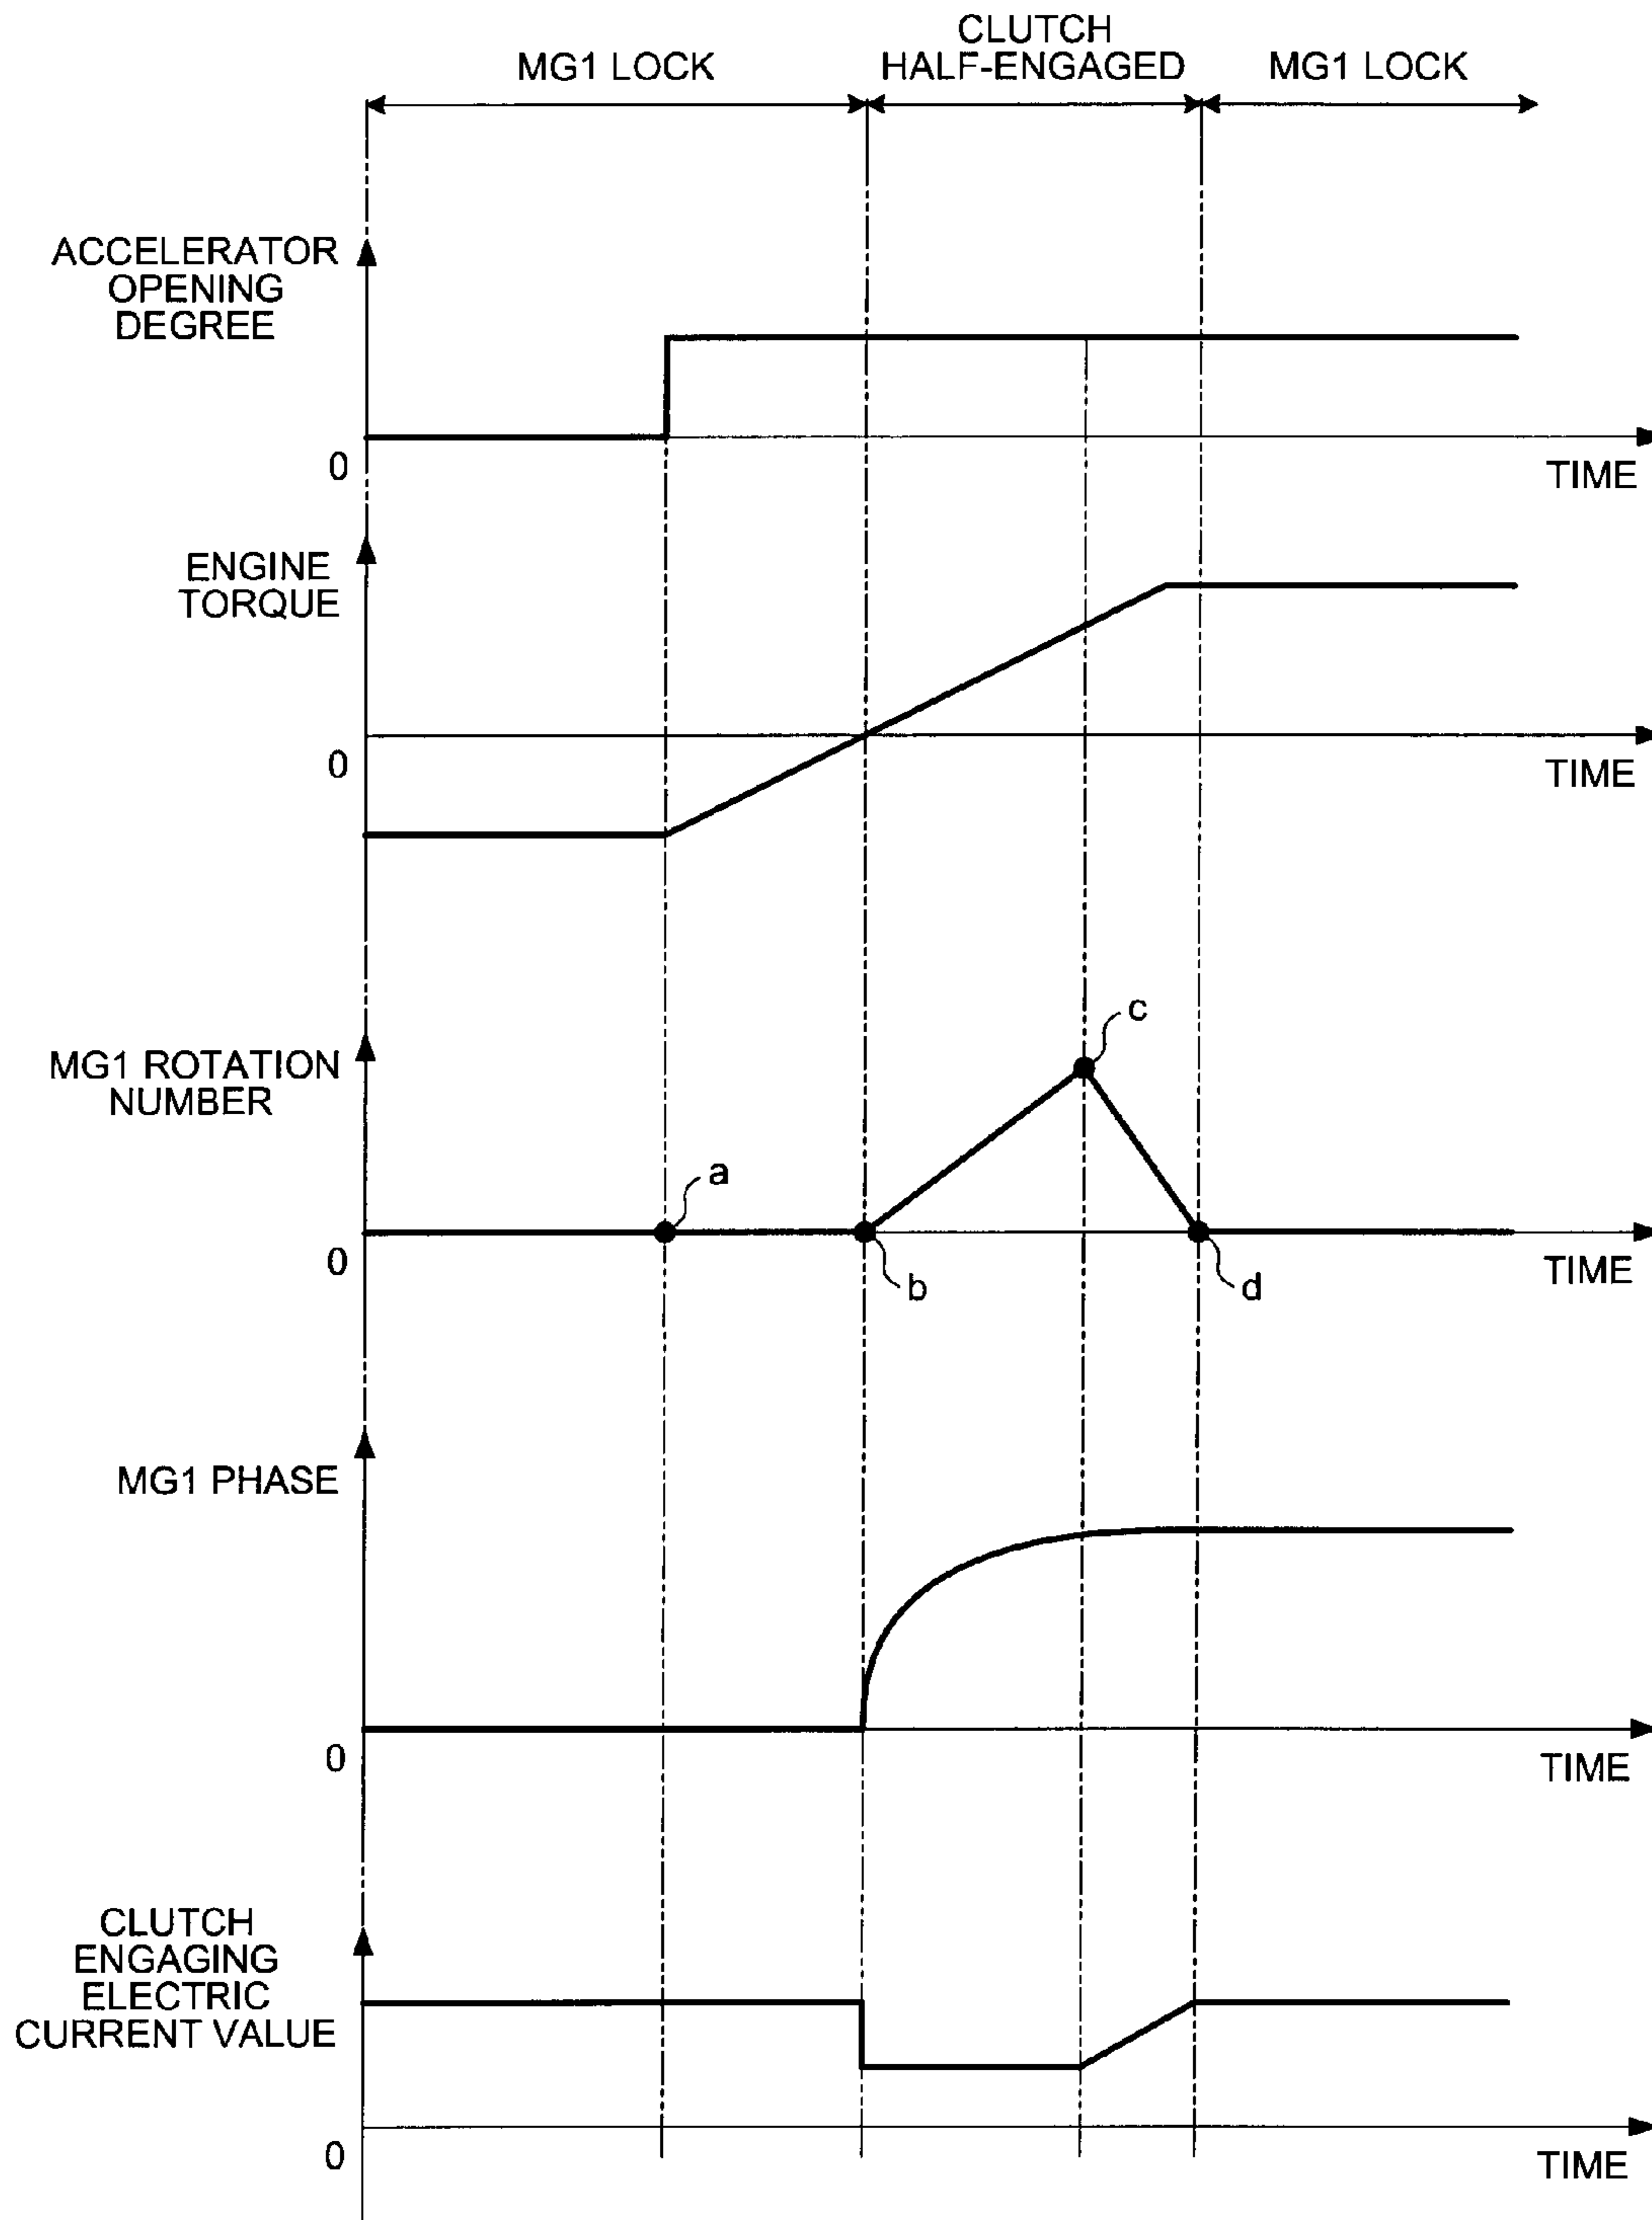 MG1 LOCK
CLUTCH
HALF-ENGAGED
MG1 LOCK
ACCELERATOR
OPENING
DEGREE
0
TIME
ENGINE
TORQUE
0
TIME
MG1 ROTATION
NUMBER
a
b
c
d
0
TIME
MG1 PHASE
0
TIME
CLUTCH
ENGAGING
ELECTRIC
CURRENT VALUE
0
TIME